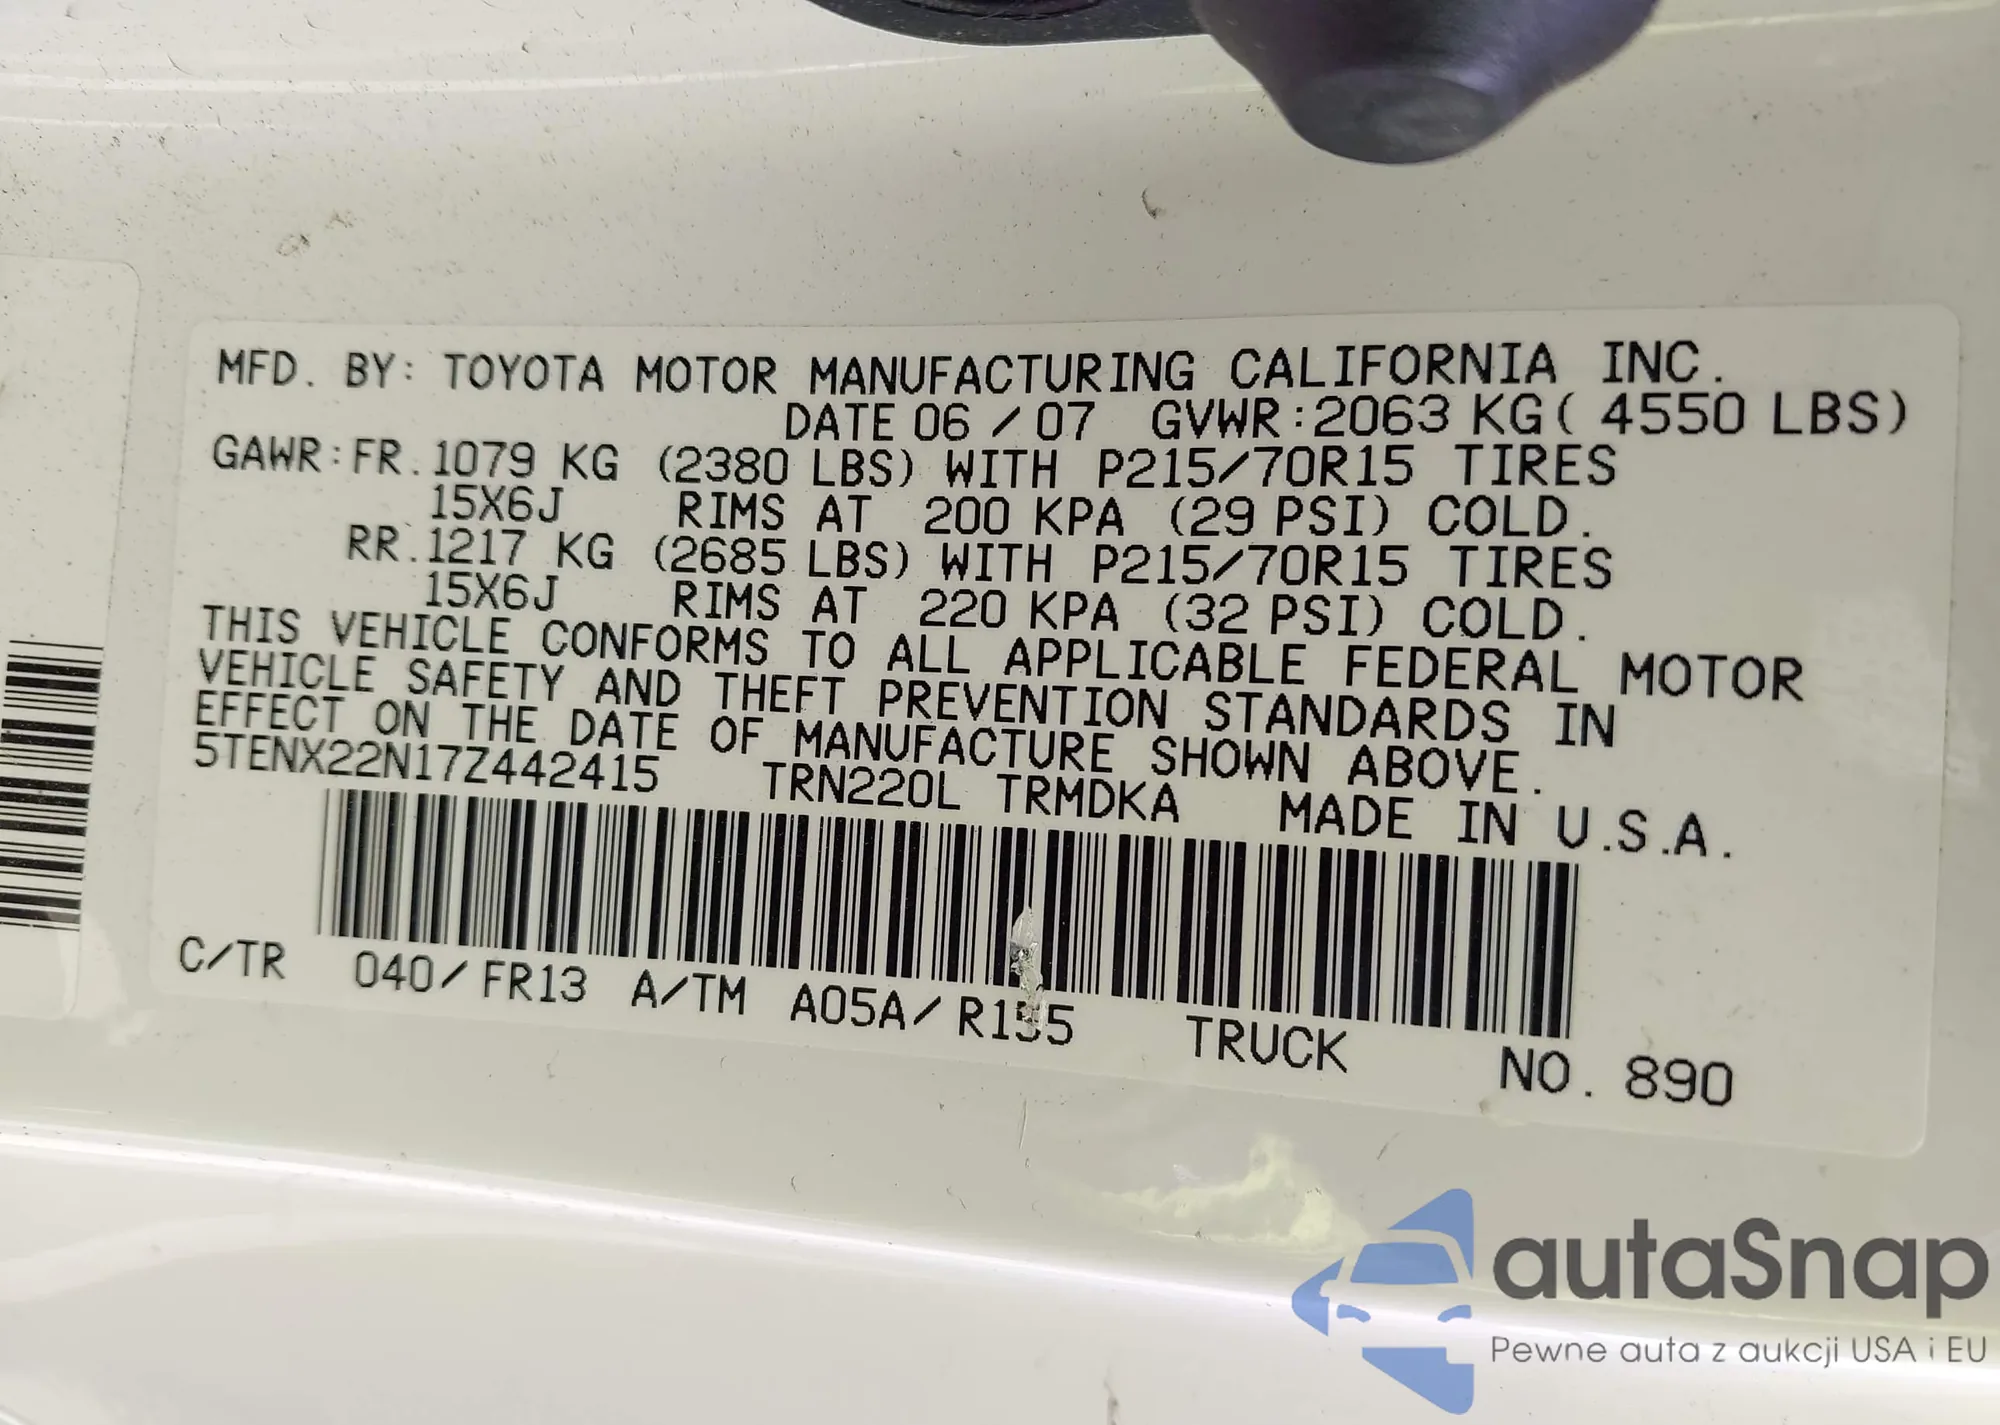 MFD. BY: TOYOTA MOTOR MANUFACTURING CALIFORNIA INC.
DATE 06 / 07 GVWR:2063 KG( 4550 LBS)
GAWR:FR.1079 KG (2380 LBS) WITH P215/70R15 TIRES
15X6J RIMS AT 200 KPA (29 PSI) COLD.
RR.1217 KG (2685 LBS) WITH P215/70R15 TIRES
15X6J RIMS AT 220 KPA (32 PSI) COLD.
THIS VEHICLE CONFORMS TO ALL APPLICABLE FEDERAL MOTOR
VEHICLE SAFETY AND THEFT PREVENTION STANDARDS IN
EFFECT ON THE DATE OF MANUFACTURE SHOWN ABOVE.
5TENX22N17Z442415 TRN220L TRMDKA MADE IN U.S.A.
C/TR 040/FR13 A/TM A05A/ TRUCK NO. 890
autaSnap
Pewne auta z aukcji USA i EU